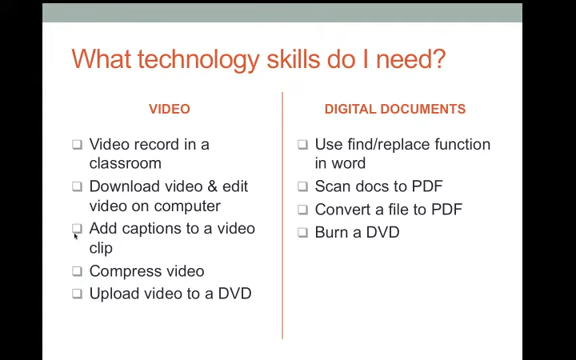 What technology skills do I need?
VIDEO
Video record in a
classroom
Download video & edit
video on computer
Add captions to a video
clip
Compress video
Upload video to a DVD
DIGITAL DOCUMENTS
Use find/replace function
in word
Scan docs to PDF
Convert a file to PDF
Burn a DVD